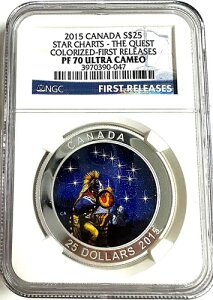 2015 CANADA S$25
STAR CHARTS - THE QUEST
COLORIZED-FIRST RELEASES
PF 70 ULTRA CAMEO
3970390-047
NGC
FIRST RELEASES
CANADA
25 DOLLARS 2015